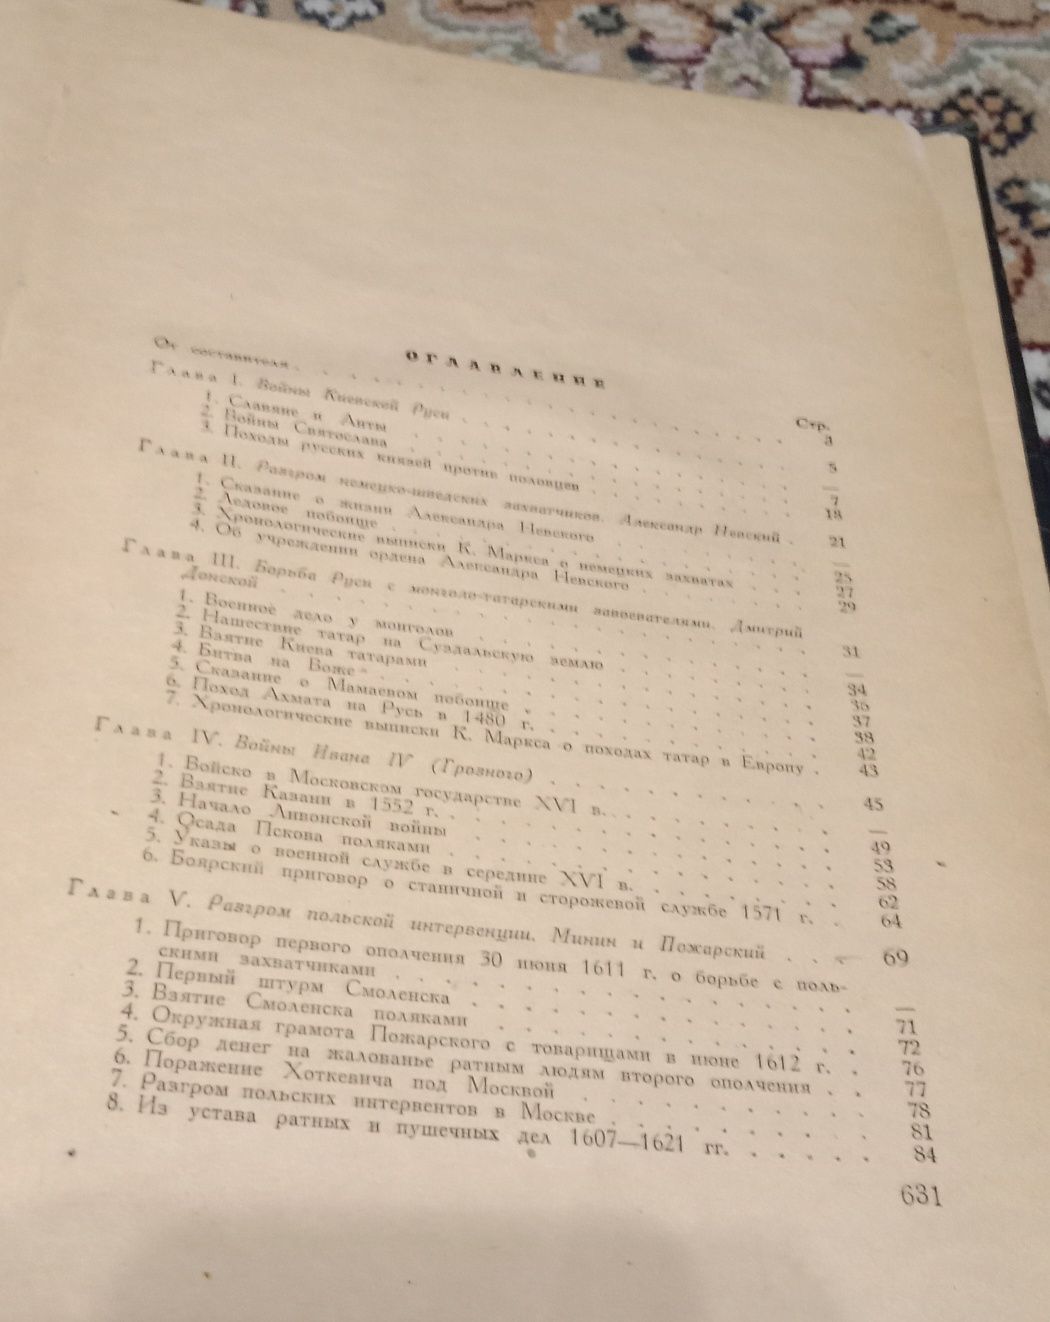 ОГЛАВЛЕНИЕ
Стр.
От составителя 3
Глава I. Войны Киевской Руси 5
1. Славяне и Анты —
2. Войны Святослава 7
3. Походы русских князей против половцев 18
Глава II. Разгром немецко-шведских захватчиков. Александр Невский 21
1. Сказание о жизни Александра Невского —
2. Ледовое побоище 25
3. Хронологические выписки К. Маркса о немецких захватах 27
4. Об учреждении ордена Александра Невского 29
Глава III. Борьба Руси с монголо-татарскими завоевателями. Дмитрий
Донской 31
1. Военное дело у монголов —
2. Нашествие татар на Суздальскую землю 34
3. Взятие Киева татарами 36
4. Битва на Воже 37
5. Сказание о Мамаевом побоище 38
6. Поход Ахмата на Русь в 1480 г. 42
7. Хронологические выписки К. Маркса о походах татар в Европу 43
Глава IV. Войны Ивана IV (Грозного) 45
1. Войско в Московском государстве XVI в. —
2. Взятие Казани в 1552 г. 49
3. Начало Ливонской войны 53
4. Осада Пскова поляками 58
5. Указы о военной службе в середине XVI в. 62
6. Боярский приговор о станичной и сторожевой службе 1571 г. 64
Глава V. Разгром польской интервенции. Минин и Пожарский 69
1. Приговор первого ополчения 30 июня 1611 г. о борьбе с поль-
скими захватчиками —
2. Первый штурм Смоленска 71
3. Взятие Смоленска поляками 72
4. Окружная грамота Пожарского с товарищами в июне 1612 г. 76
5. Сбор денег на жалованье ратным людям второго ополчения 77
6. Поражение Хоткевича под Москвой 78
7. Разгром польских интервентов в Москве 81
8. Из устава ратных и пушечных дел 1607—1621 гг. 84
631